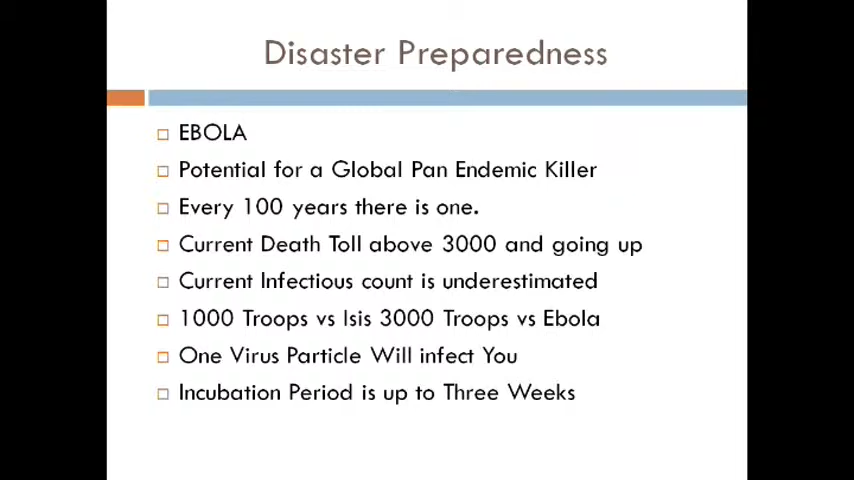 Disaster Preparedness
EBOLA
Potential for a Global Pan Endemic Killer
Every 100 years there is one.
Current Death Toll above 3000 and going up
Current Infectious count is underestimated
1000 Troops vs Isis 3000 Troops vs Ebola
One Virus Particle Will infect You
Incubation Period is up to Three Weeks